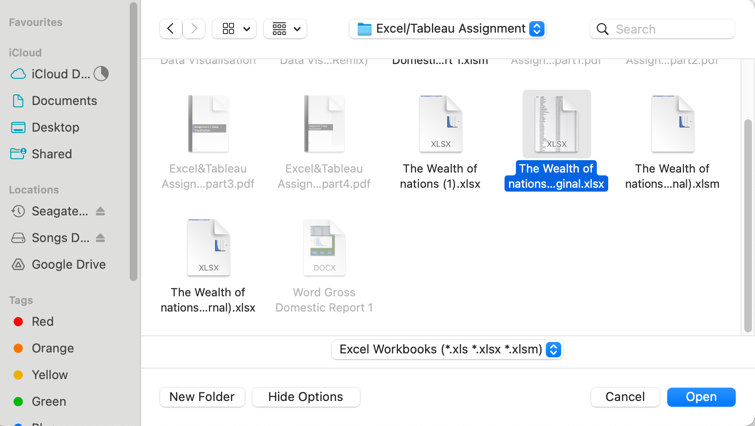 Favourites
iCloud
iCloud D...
Documents
Desktop
Shared
Locations
Seagate...
Songs D...
Google Drive
Tags
Red
Orange
Yellow
Green
Excel/Tableau Assignment
Search
Data Visualisation
Data Vis...Remix)
Domestic...rt 1.xlsm
Assign...part1.pdf
Assign...part2.pdf
Excel&Tableau
Assign...part3.pdf
Excel&Tableau
Assign...part4.pdf
XLSX
The Wealth of
nations (1).xlsx
XLSX
The Wealth of
nations...ginal.xlsx
The Wealth of
nations...nal).xlsm
XLSX
The Wealth of
nations...rnal).xlsx
DOCX
Word Gross
Domestic Report 1
Excel Workbooks (*.xls *.xlsx *.xlsm)
New Folder
Hide Options
Cancel
Open